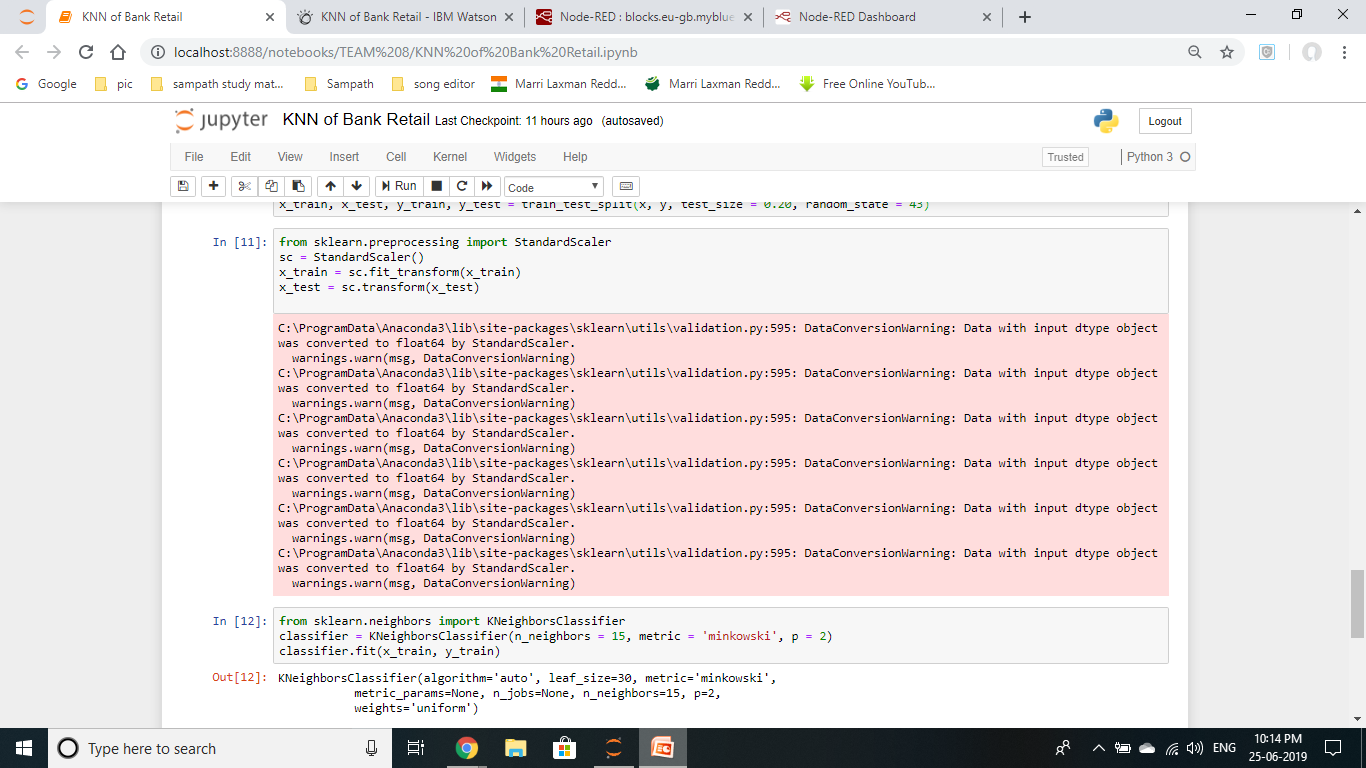 KNN of Bank Retail
KNN of Bank Retail - IBM Watson
Node-RED : blocks.eu-gb.myblue
Node-RED Dashboard
localhost:8888/notebooks/TEAM%208/KNN%20of%20Bank%20Retail.ipynb
Google
pic
sampath study mat...
Sampath
song editor
Marri Laxman Redd...
Marri Laxman Redd...
Free Online YouTub...
jupyter KNN of Bank Retail Last Checkpoint: 11 hours ago (autosaved)
Logout
File Edit View Insert Cell Kernel Widgets Help
Trusted
Python 3
Run
Code
x_train, x_test, y_train, y_test = train_test_split(x, y, test_size = 0.20, random_state = 43)
In [11]: from sklearn.preprocessing import StandardScaler
sc = StandardScaler()
x_train = sc.fit_transform(x_train)
x_test = sc.transform(x_test)
C:\ProgramData\Anaconda3\lib\site-packages\sklearn\utils\validation.py:595: DataConversionWarning: Data with input dtype object
was converted to float64 by StandardScaler.
warnings.warn(msg, DataConversionWarning)
C:\ProgramData\Anaconda3\lib\site-packages\sklearn\utils\validation.py:595: DataConversionWarning: Data with input dtype object
was converted to float64 by StandardScaler.
warnings.warn(msg, DataConversionWarning)
C:\ProgramData\Anaconda3\lib\site-packages\sklearn\utils\validation.py:595: DataConversionWarning: Data with input dtype object
was converted to float64 by StandardScaler.
warnings.warn(msg, DataConversionWarning)
C:\ProgramData\Anaconda3\lib\site-packages\sklearn\utils\validation.py:595: DataConversionWarning: Data with input dtype object
was converted to float64 by StandardScaler.
warnings.warn(msg, DataConversionWarning)
C:\ProgramData\Anaconda3\lib\site-packages\sklearn\utils\validation.py:595: DataConversionWarning: Data with input dtype object
was converted to float64 by StandardScaler.
warnings.warn(msg, DataConversionWarning)
C:\ProgramData\Anaconda3\lib\site-packages\sklearn\utils\validation.py:595: DataConversionWarning: Data with input dtype object
was converted to float64 by StandardScaler.
warnings.warn(msg, DataConversionWarning)
In [12]: from sklearn.neighbors import KNeighborsClassifier
classifier = KNeighborsClassifier(n_neighbors = 15, metric = 'minkowski', p = 2)
classifier.fit(x_train, y_train)
Out[12]: KNeighborsClassifier(algorithm='auto', leaf_size=30, metric='minkowski',
metric_params=None, n_jobs=None, n_neighbors=15, p=2,
weights='uniform')
Type here to search
EC
ENG
10:14 PM
25-06-2019